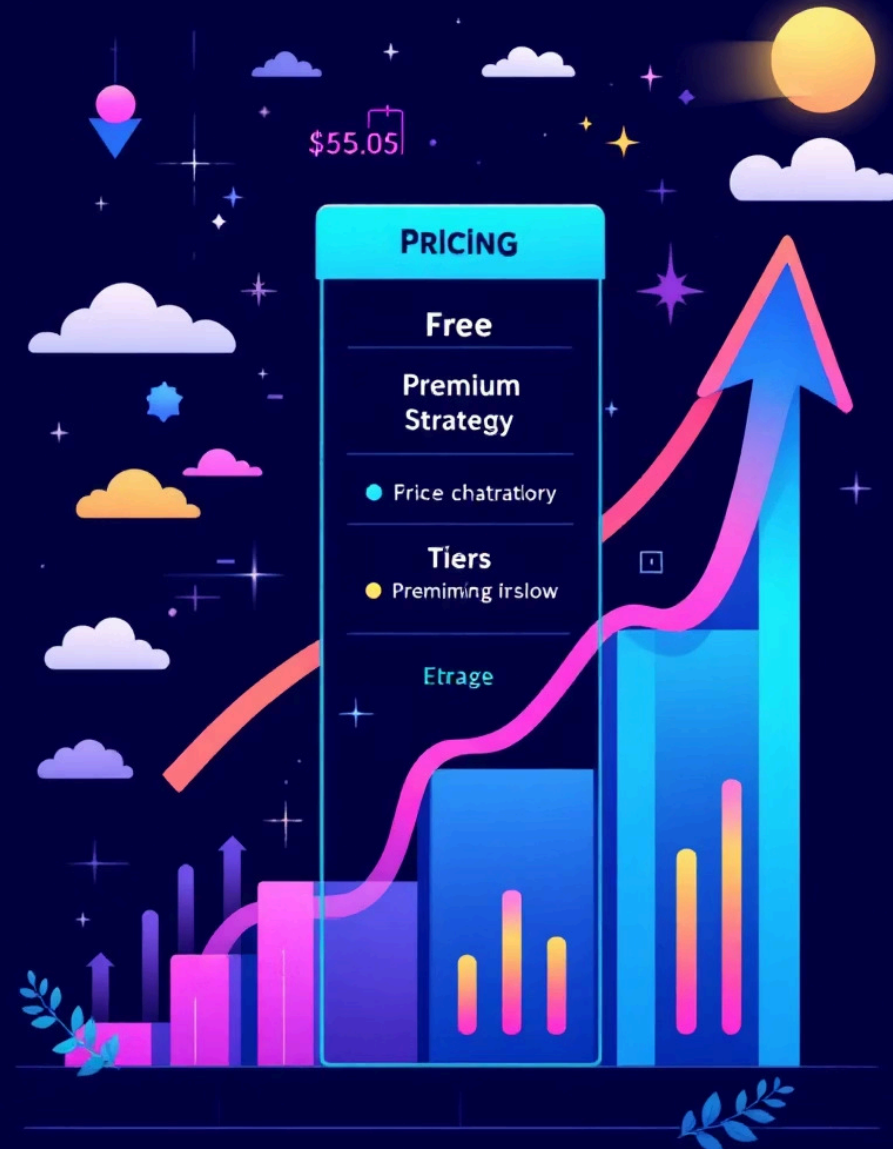 $55.05
PRICING
Free
Premium
Strategy
Price chatratlory
Tiers
Premiming irslow
Etrage